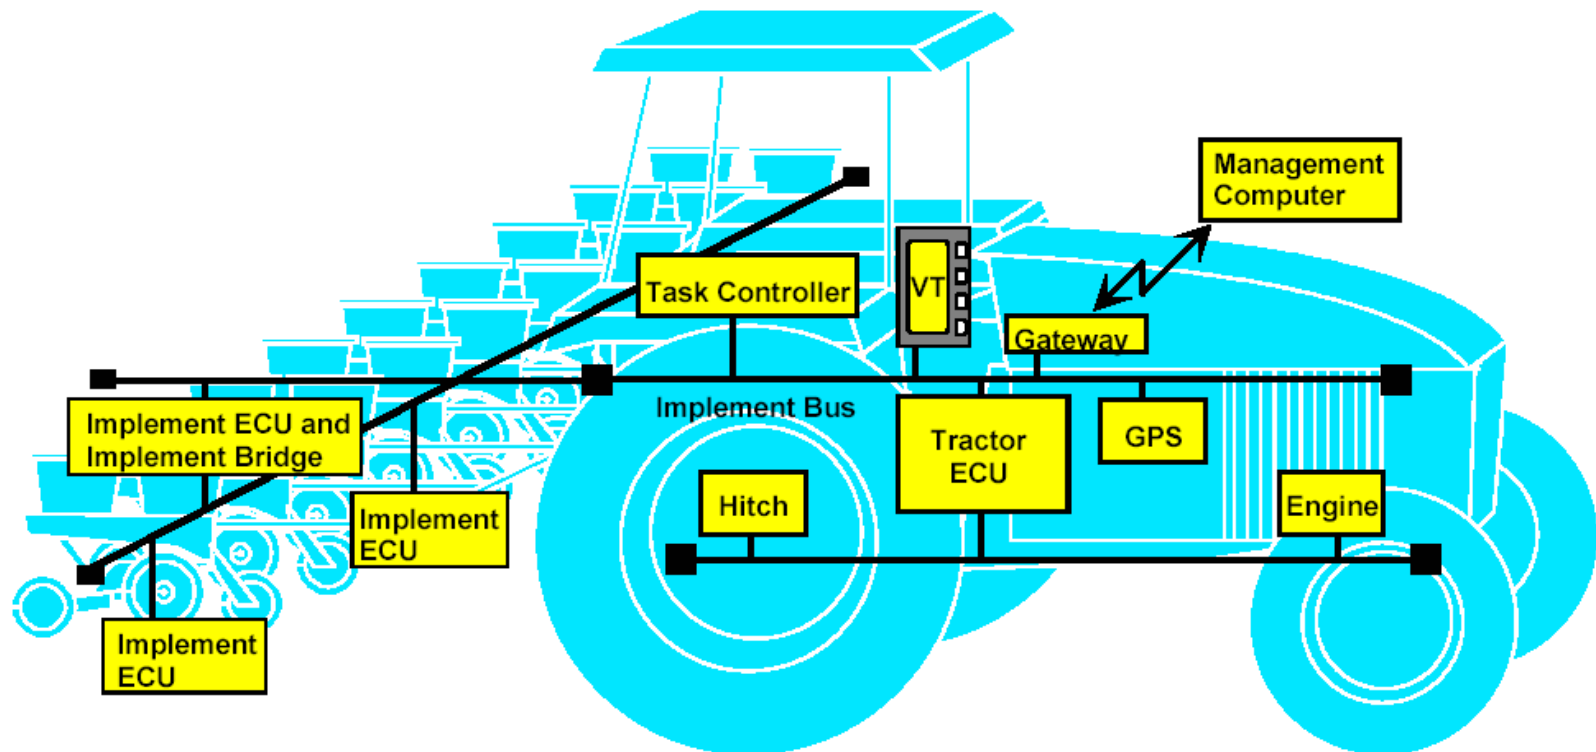 Management
Computer
Task Controller
VT
Gateway
Implement Bus
Implement ECU and
Implement Bridge
Tractor
ECU
GPS
Hitch
Engine
Implement
ECU
Implement
ECU